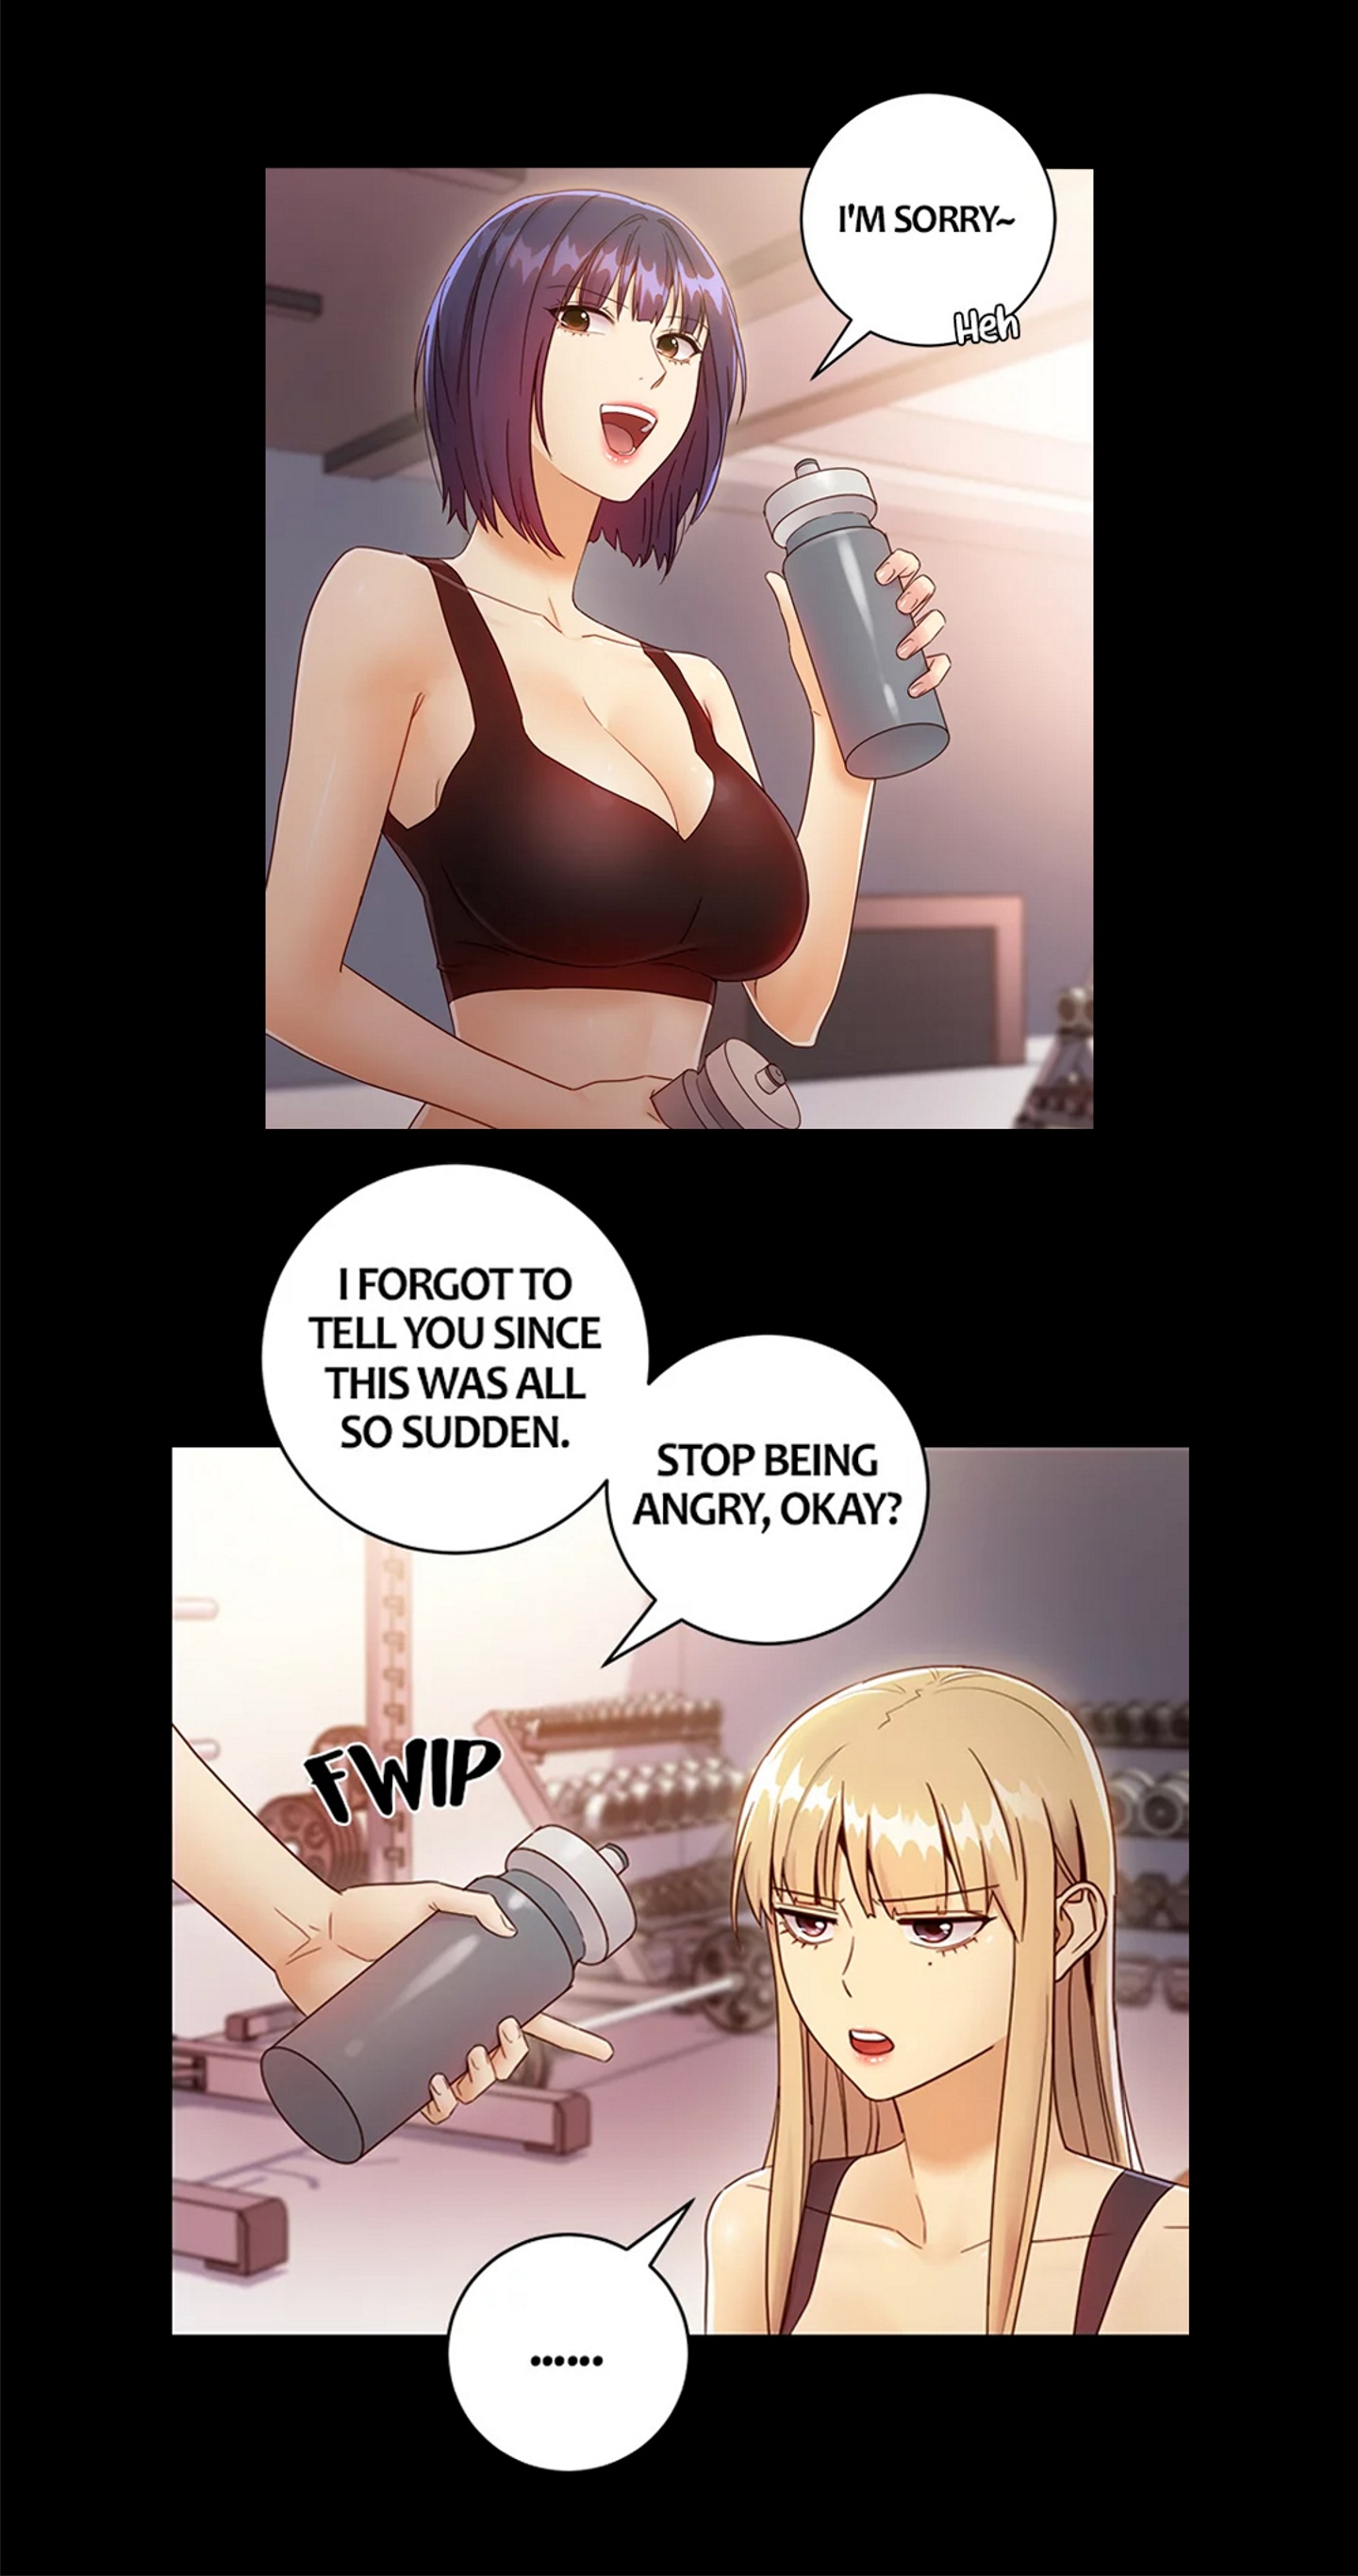 I'M SORRY~
Heh
I FORGOT TO
TELL YOU SINCE
THIS WAS ALL
SO SUDDEN.
STOP BEING
ANGRY, OKAY?
FWIP
......